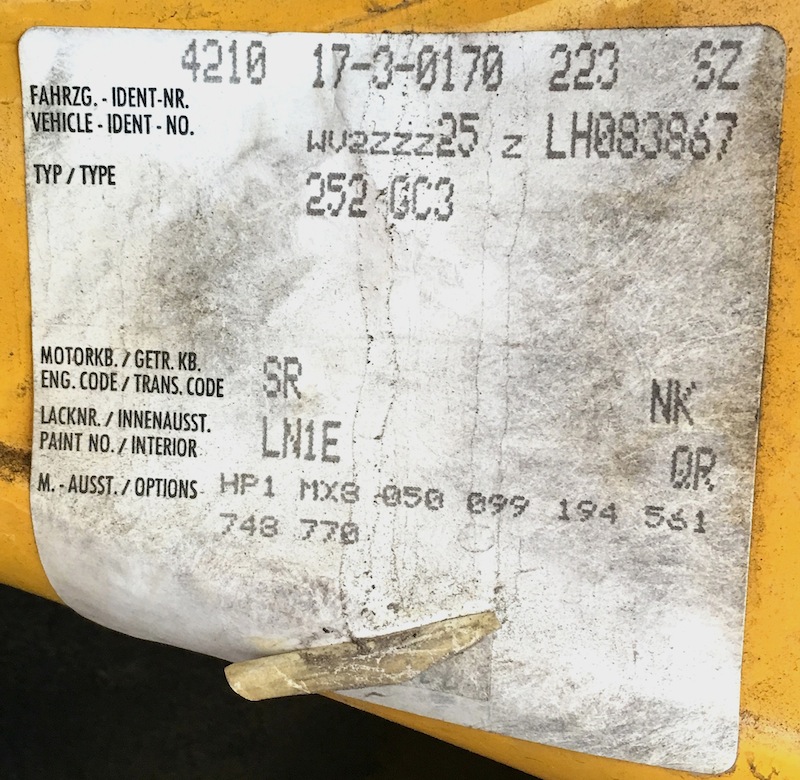 4210 17-3-0170 223 SZ
FAHRZG. - IDENT-NR.
VEHICLE - IDENT - NO. WV2ZZZ25 Z LH083867
TYP / TYPE 252 GC3
MOTORKB. / GETR. KB.
ENG. CODE / TRANS. CODE SR NK
LACKNR. / INNENAUSST.
PAINT NO. / INTERIOR LN1E QR
M. - AUSST. / OPTIONS HP1 MX8 050 099 194 561
748 770